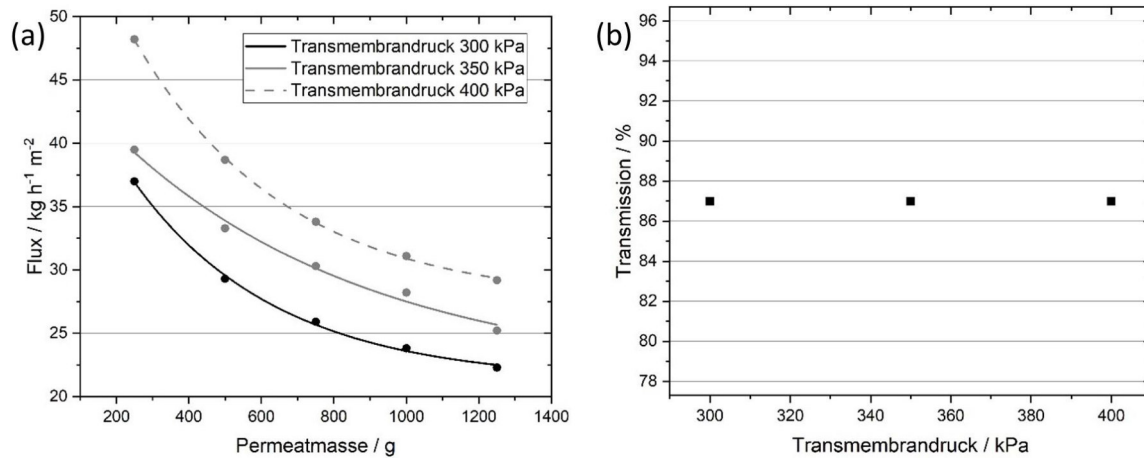 (a)
50
45
40
35
30
25
20
Flux / kg h⁻¹ m⁻²
Transmembrandruck 300 kPa
Transmembrandruck 350 kPa
Transmembrandruck 400 kPa
200 400 600 800 1000 1200 1400
Permeatmasse / g
(b)
96
94
92
90
88
86
84
82
80
78
Transmission / %
300 320 340 360 380 400
Transmembrandruck / kPa